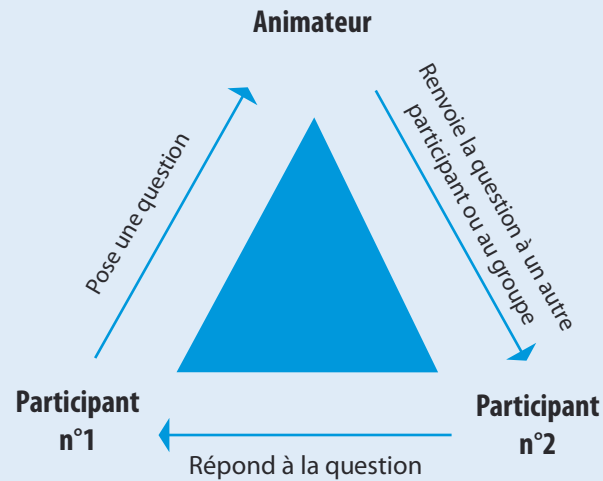 Animateur
Pose une question
Renvoie la question à un autre
participant ou au groupe
Participant
n°1
Participant
n°2
Répond à la question